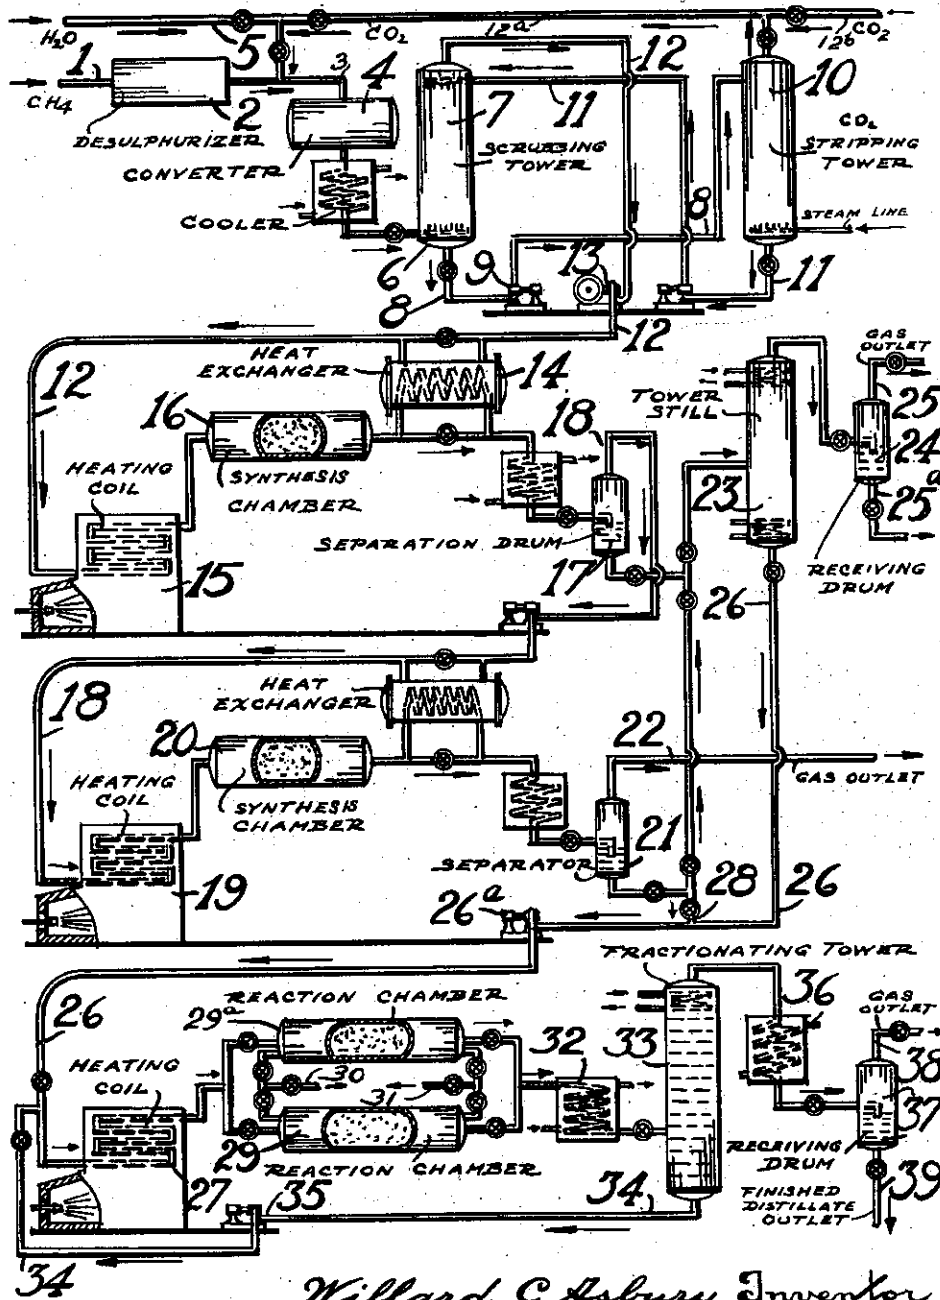 H2O
5
CO2
12a
12b
CO2
1
CH4
DESULPHURIZER
2
3
4
CONVERTER
COOLER
6
7
SCRUBBING
TOWER
11
12
10
CO2
STRIPPING
TOWER
STEAM LINE
8
9
13
8
11
12
12
HEAT
EXCHANGER
14
16
SYNTHESIS
CHAMBER
HEATING
COIL
15
18
SEPARATION DRUM
17
TOWER
STILL
23
GAS
OUTLET
25
24
25a
RECEIVING
DRUM
26
18
HEAT
EXCHANGER
20
SYNTHESIS
CHAMBER
HEATING
COIL
19
22
GAS OUTLET
21
SEPARATOR
26a
28
26
FRACTIONATING TOWER
26
REACTION CHAMBER
29a
30
31
29
REACTION CHAMBER
HEATING
COIL
27
32
33
36
GAS
OUTLET
38
37
RECEIVING
DRUM
39
FINISHED
DISTILLATE
OUTLET
35
34
34
Willard C. Asbury Inventor